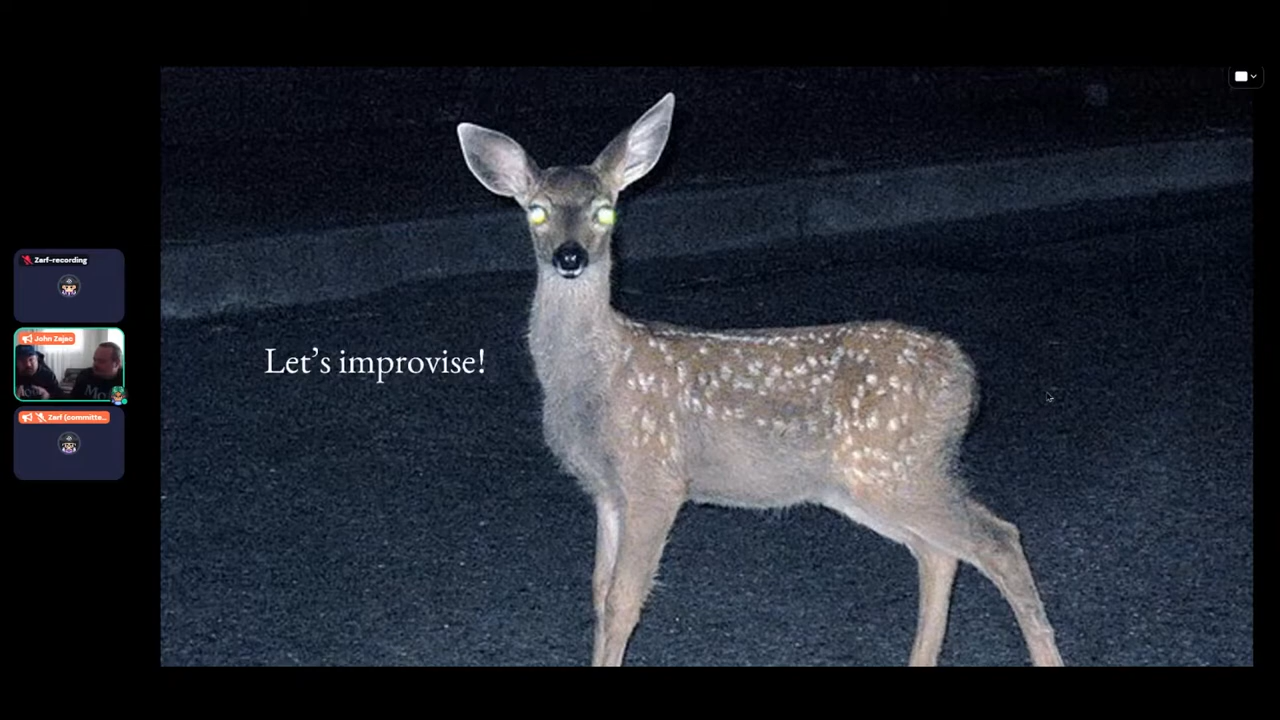 Zarf-recording
John Zajac
Zarf (committe...
Let's improvise!